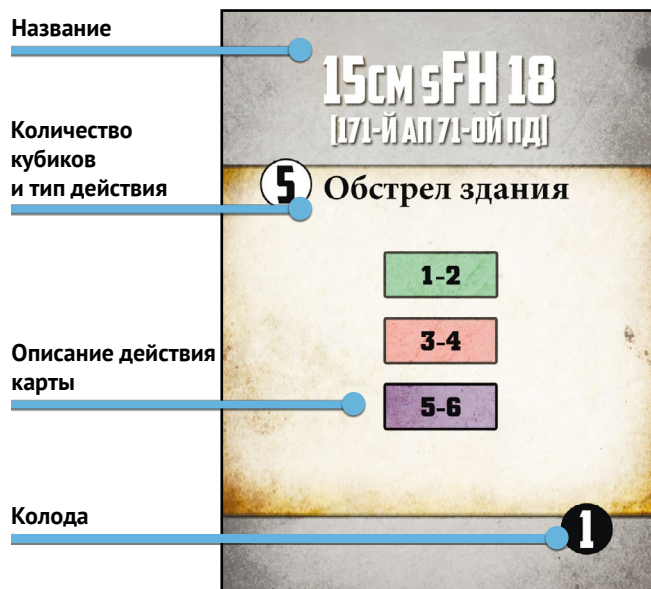 Название
15см sFH 18
(171-й АП 71-ой ПД)
Количество
кубиков
и тип действия
5 Обстрел здания
1-2
3-4
Описание действия
карты
5-6
Колода
1